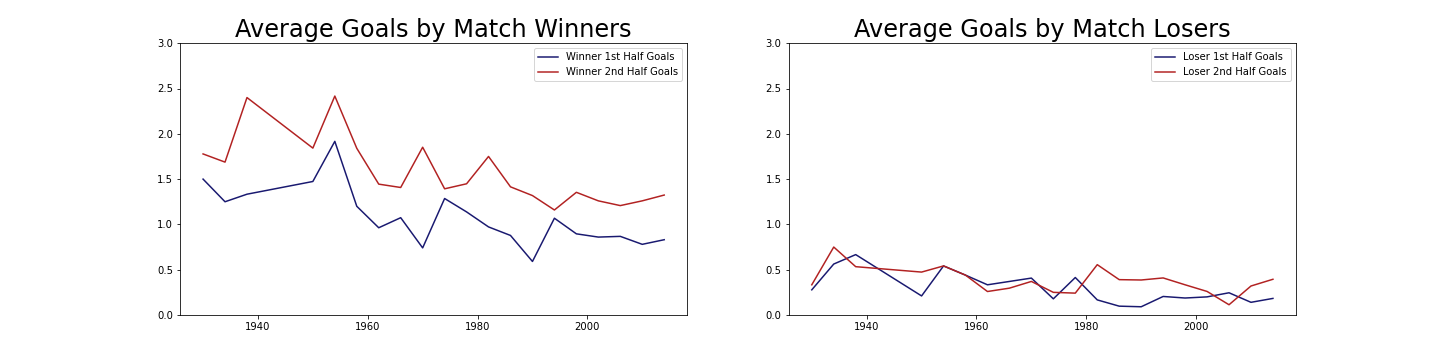 Average Goals by Match Winners
3.0
2.5
2.0
1.5
1.0
0.5
0.0
1940 1960 1980 2000
Winner 1st Half Goals
Winner 2nd Half Goals
Average Goals by Match Losers
3.0
2.5
2.0
1.5
1.0
0.5
0.0
1940 1960 1980 2000
Loser 1st Half Goals
Loser 2nd Half Goals